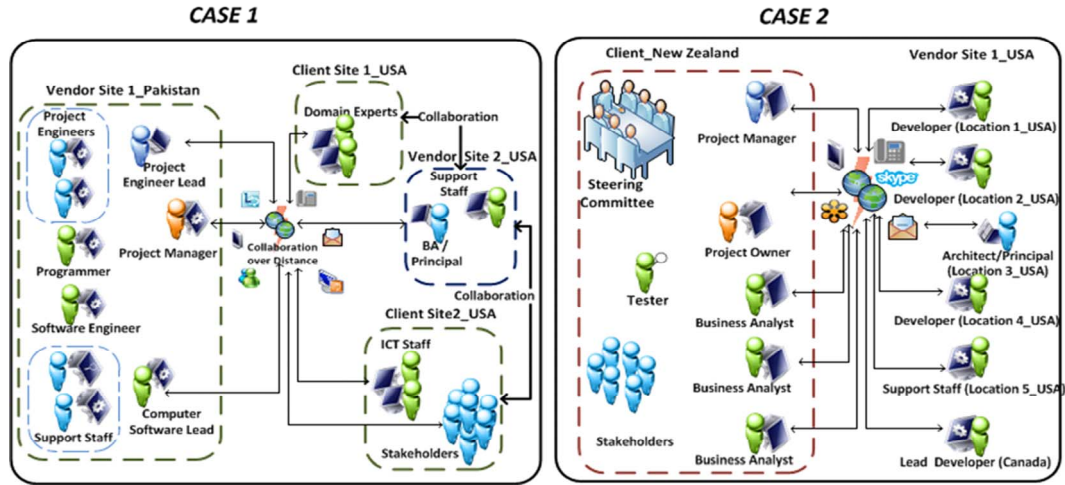 CASE 1
Vendor Site 1_Pakistan
Project
Engineers
Project
Engineer Lead
Programmer
Project Manager
Software Engineer
Support Staff
Computer
Software Lead
Client Site 1_USA
Domain Experts
Collaboration
Vendor Site 2_USA
Support
Staff
BA /
Principal
Collaboration
over Distance
Collaboration
Client Site2_USA
ICT Staff
Stakeholders
CASE 2
Client_New Zealand
Project Manager
Steering
Committee
Project Owner
Tester
Business Analyst
Business Analyst
Stakeholders
Business Analyst
skype
Vendor Site 1_USA
Developer (Location 1_USA)
Developer (Location 2_USA)
Architect/Principal
(Location 3_USA)
Developer (Location 4_USA)
Support Staff (Location 5_USA)
Lead Developer (Canada)